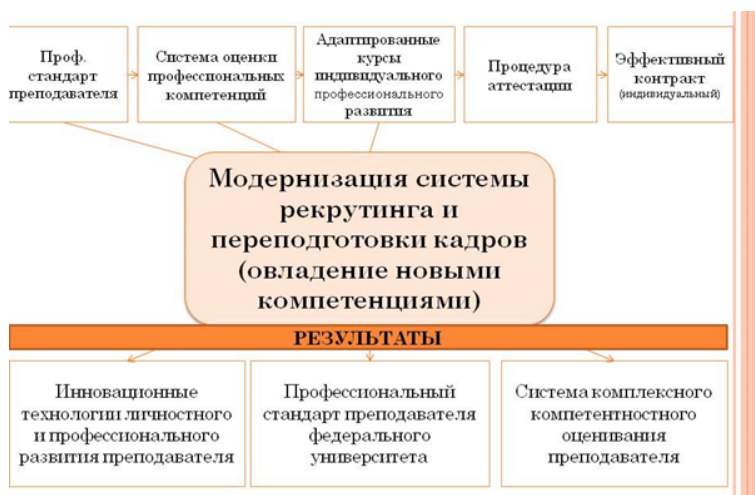 Проф.
стандарт
преподавателя
Система оценки
профессиональных
компетенций
Адаптированные
курсы
индивидуального
профессионального
развития
Процедура
аттестации
Эффективный
контракт
(индивидуальный)
Модернизация системы
рекрутинга и
переподготовки кадров
(овладение новыми
компетенциями)
РЕЗУЛЬТАТЫ
Инновационные
технологии личностного
и профессионального
развития преподавателя
Профессиональный
стандарт преподавателя
федерального
университета
Система комплексного
компетентностного
оценивания
преподавателя